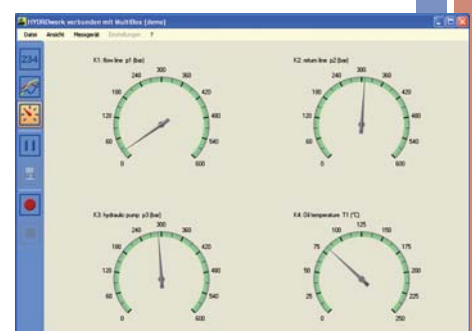 HYDROwork verbunden mit MultiBox (demo)
Datei Ansicht Messgerät Einstellungen ?
234
K1: flow line p1 (bar)
0 60 120 180 240 300 360 420 480 540 600
K2: return line p2 (bar)
0 60 120 180 240 300 360 420 480 540 600
K3: hydraulic pump p3 (bar)
0 60 120 180 240 300 360 420 480 540 600
K4: Oil temperature T1 (°C)
0 25 50 75 100 125 150 175 200 225 250